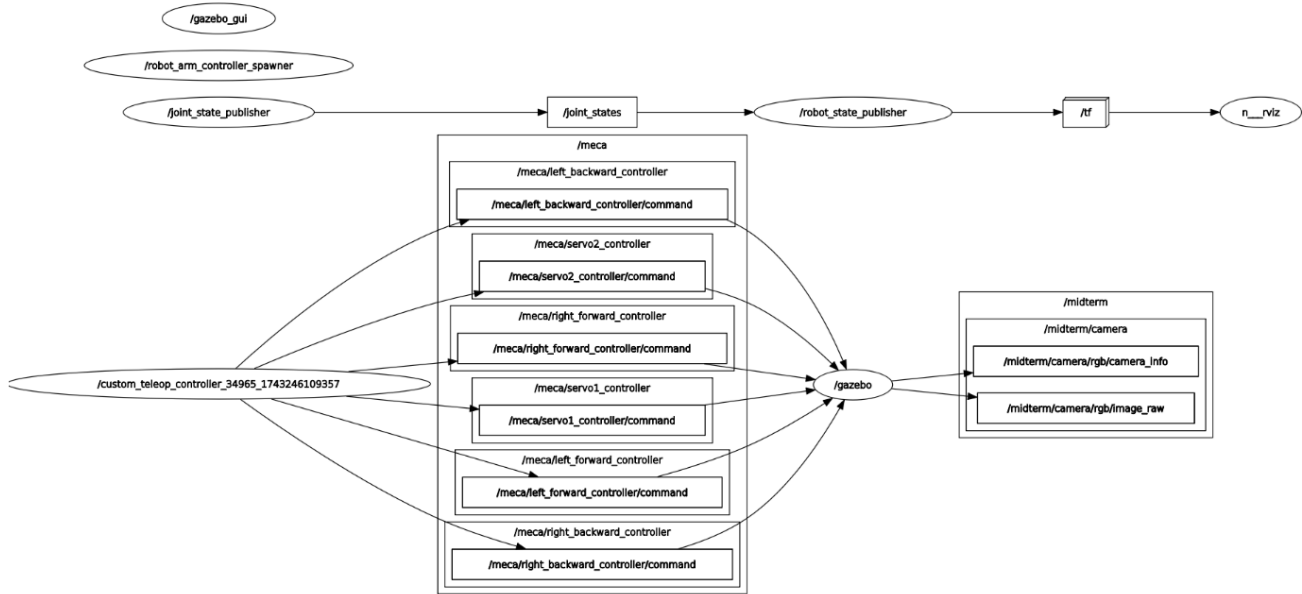 /gazebo_gui
/robot_arm_controller_spawner
/joint_state_publisher
/joint_states
/robot_state_publisher
/tf
n___rviz
/meca
/meca/left_backward_controller
/meca/left_backward_controller/command
/meca/servo2_controller
/meca/servo2_controller/command
/meca/right_forward_controller
/meca/right_forward_controller/command
/meca/servo1_controller
/meca/servo1_controller/command
/meca/left_forward_controller
/meca/left_forward_controller/command
/meca/right_backward_controller
/meca/right_backward_controller/command
/custom_teleop_controller_34965_1743246109357
/gazebo
/midterm
/midterm/camera
/midterm/camera/rgb/camera_info
/midterm/camera/rgb/image_raw